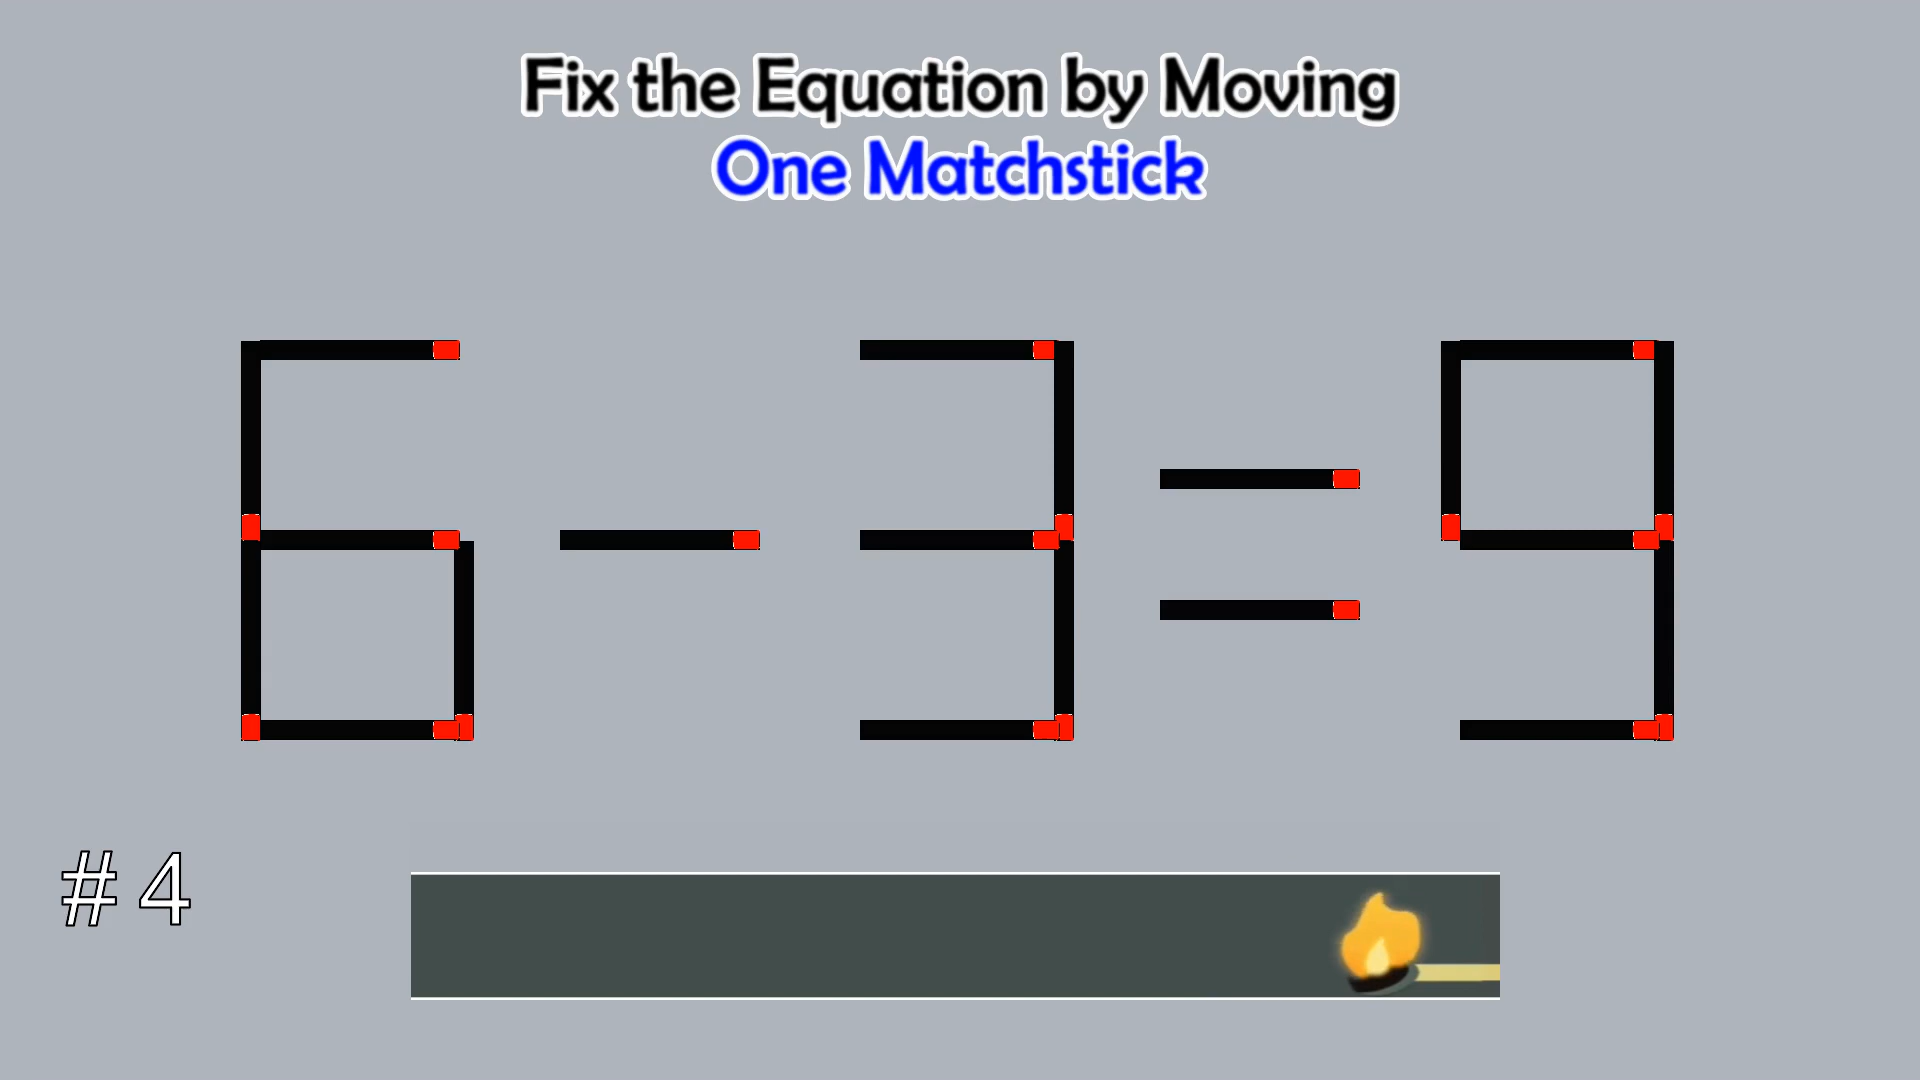 Fix the Equation by Moving
One Matchstick
6-3=9
#4